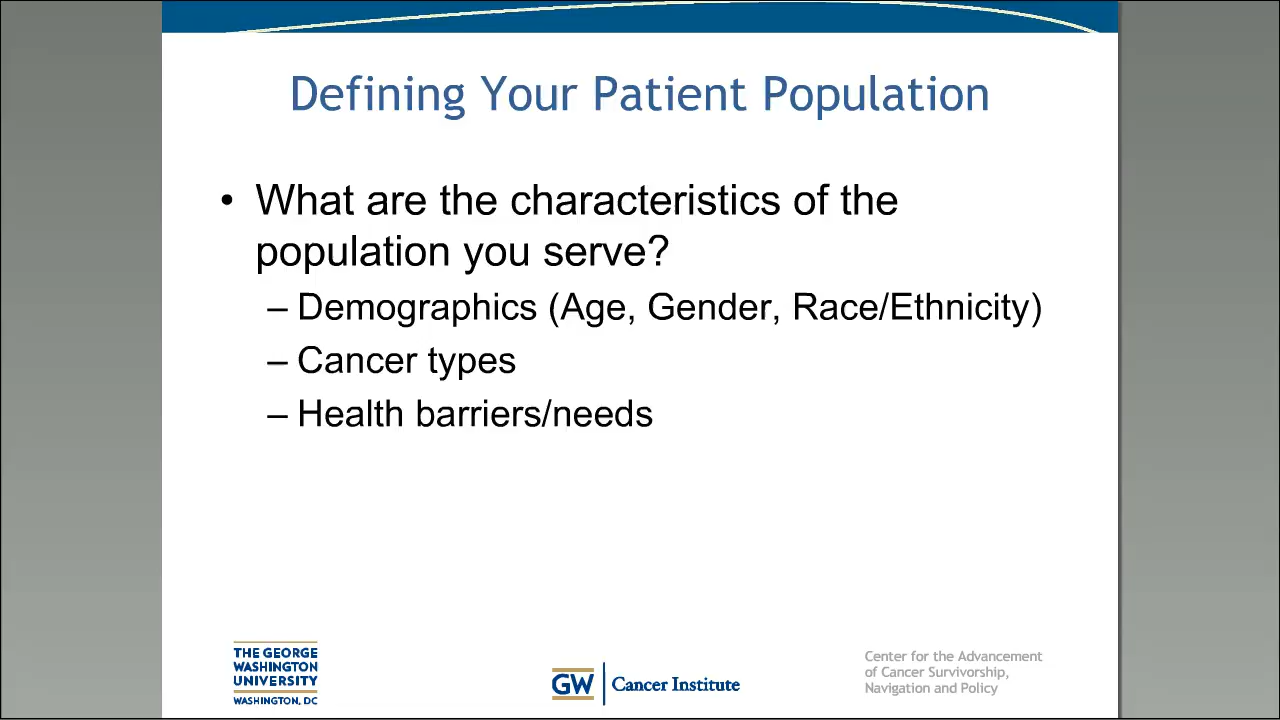 Defining Your Patient Population
• What are the characteristics of the
population you serve?
– Demographics (Age, Gender, Race/Ethnicity)
– Cancer types
– Health barriers/needs
THE GEORGE
WASHINGTON
UNIVERSITY
WASHINGTON, DC
GW Cancer Institute
Center for the Advancement
of Cancer Survivorship,
Navigation and Policy